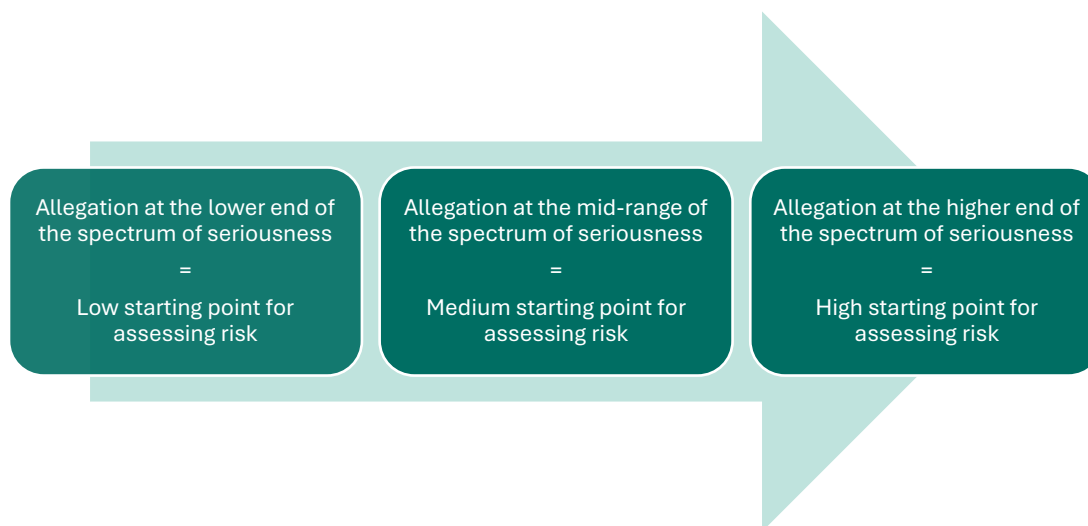 Allegation at the lower end of
the spectrum of seriousness
=
Low starting point for
assessing risk
Allegation at the mid-range of
the spectrum of seriousness
=
Medium starting point for
assessing risk
Allegation at the higher end of
the spectrum of seriousness
=
High starting point for
assessing risk